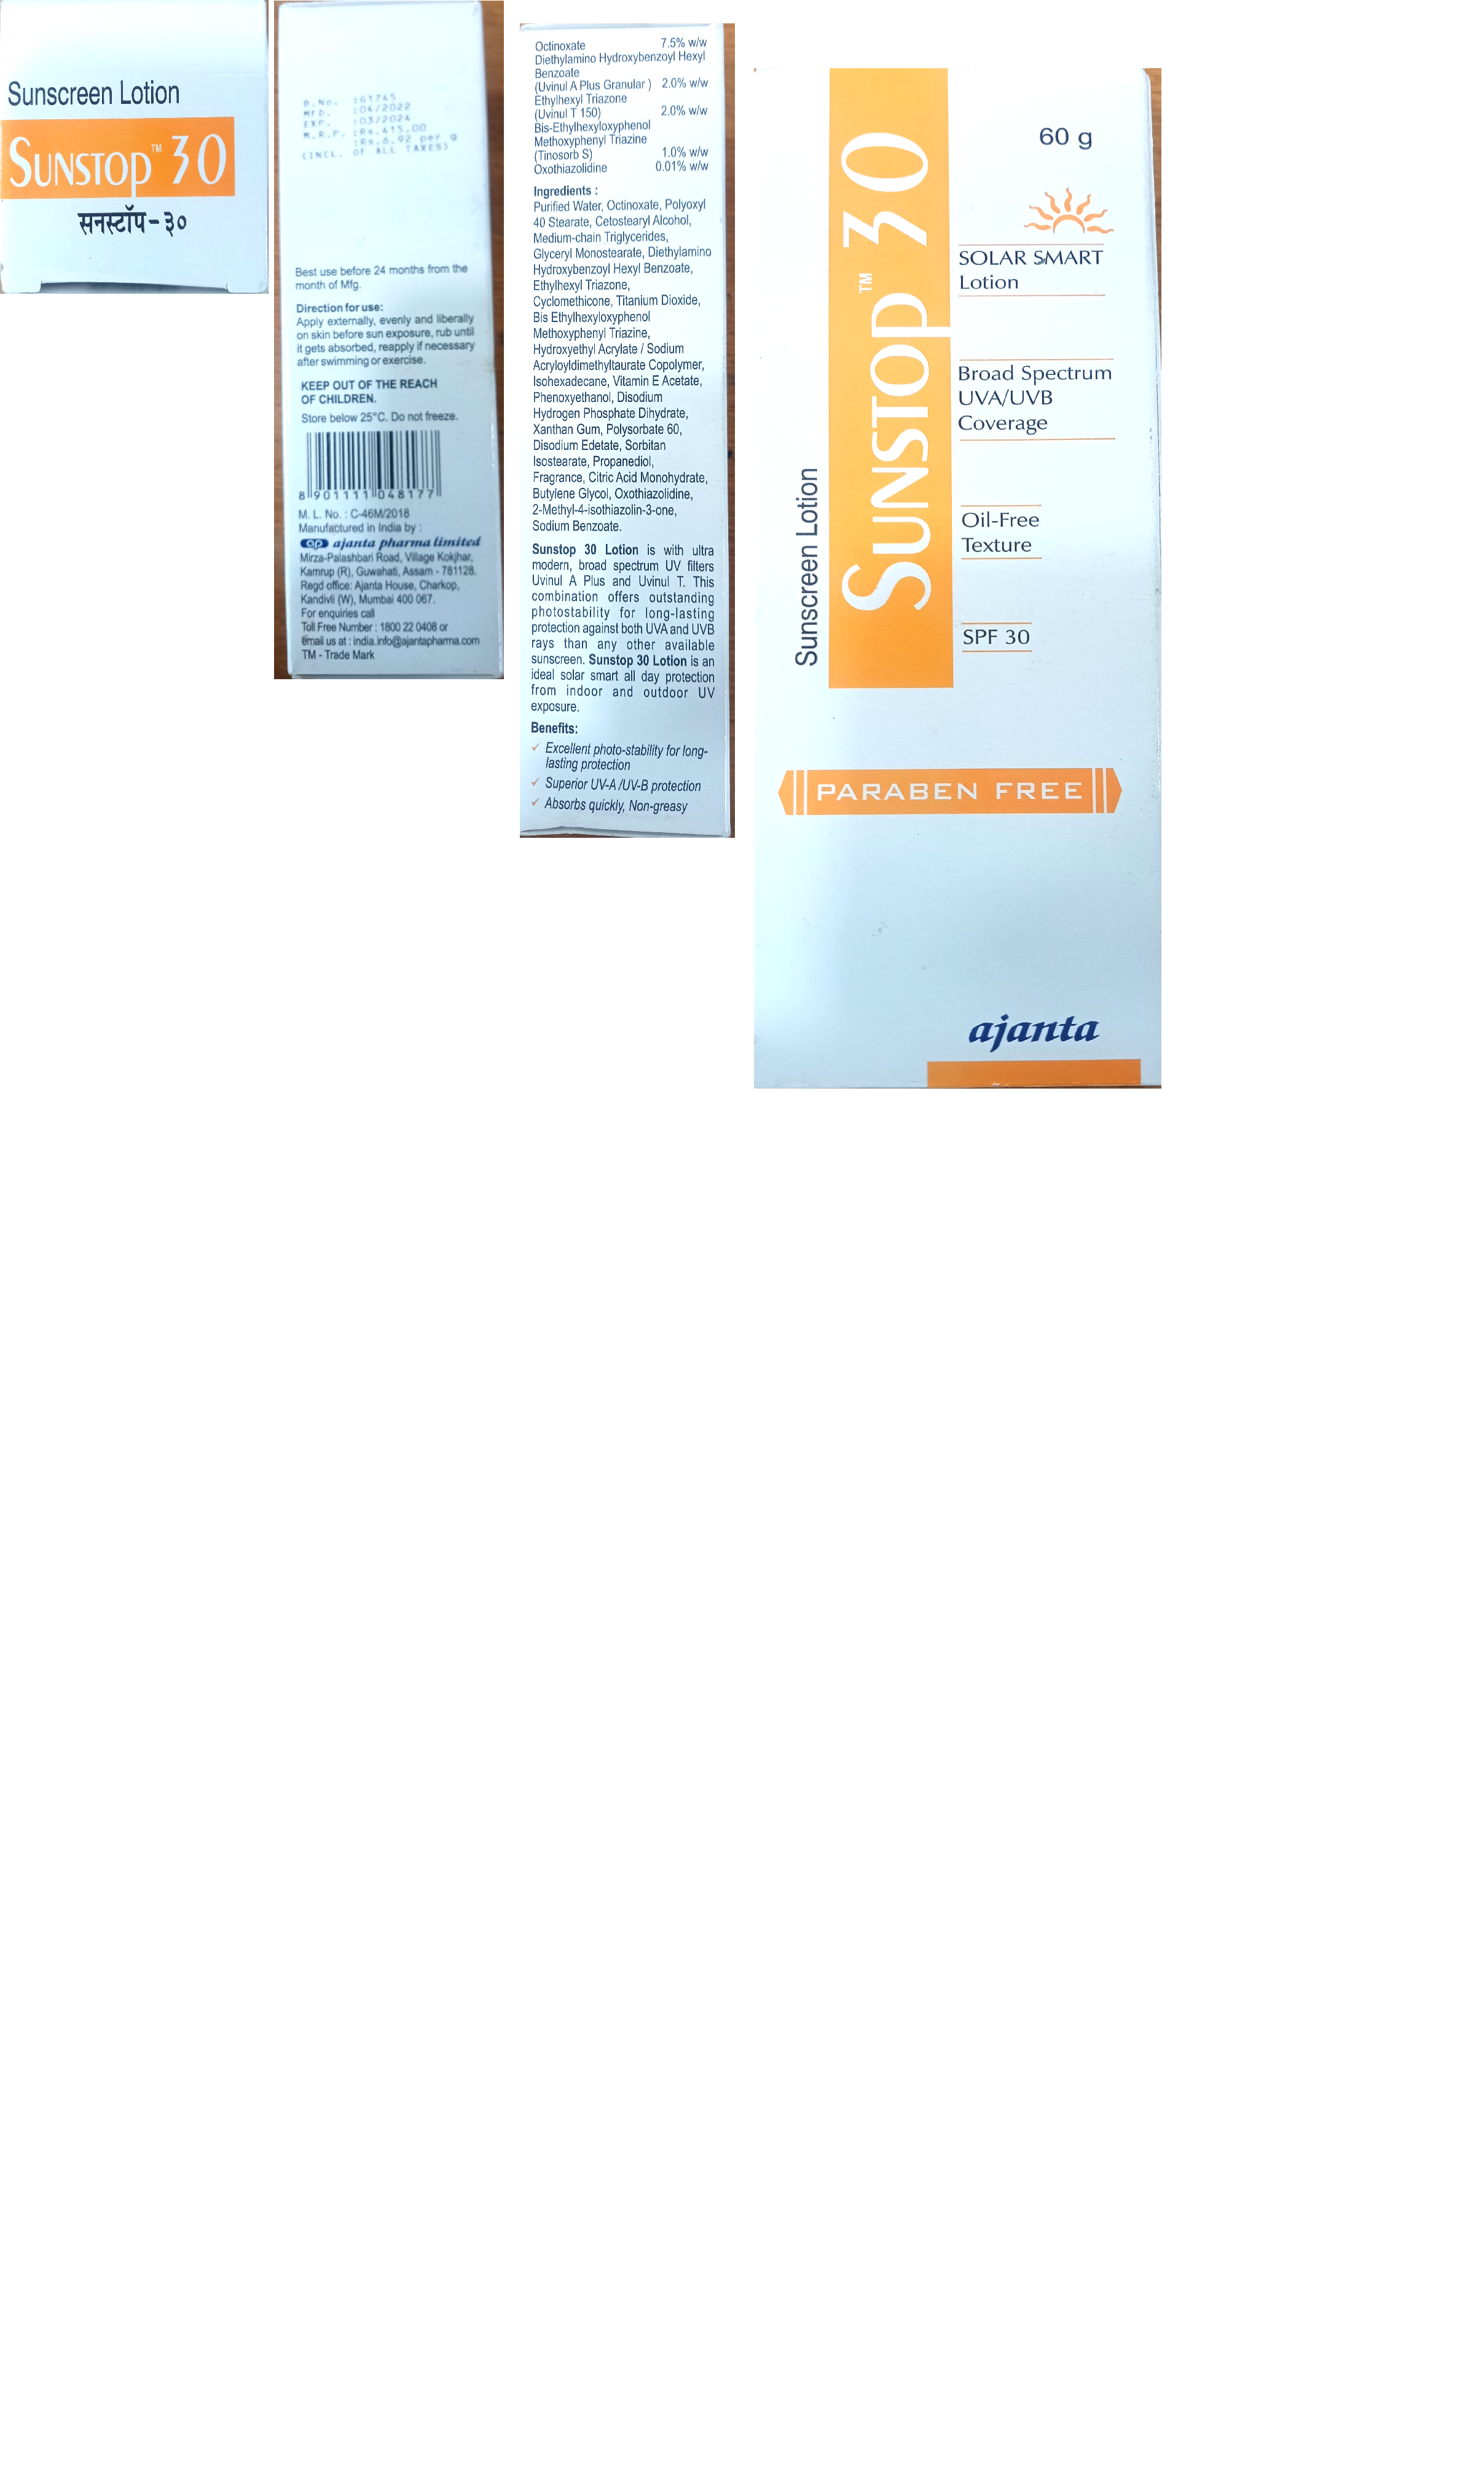 Sunscreen Lotion
SUNSTOP™ 30
सनस्टॉप-३०
B.No. :61745
MFD. :04/2022
EXP. :03/2024
M.R.P. :Rs.415.00
:Rs.6.92 per g
(INCL. OF ALL TAXES)
Best use before 24 months from the
month of Mfg.
Direction for use:
Apply externally, evenly and liberally
on skin before sun exposure, rub until
it gets absorbed, reapply if necessary
after swimming or exercise.
KEEP OUT OF THE REACH
OF CHILDREN.
Store below 25°C. Do not freeze.
8 901111 048177
M. L. No. : C-46M/2018
Manufactured in India by :
ap ajanta pharma limited
Mirza-Palashbari Road, Village Kokjhar,
Kamrup (R), Guwahati, Assam - 781128.
Regd office: Ajanta House, Charkop,
Kandivli (W), Mumbai 400 067.
For enquiries call
Toll Free Number : 1800 22 0408 or
email us at : india.info@ajantapharma.com
TM - Trade Mark
Octinoxate 7.5% w/w
Diethylamino Hydroxybenzoyl Hexyl
Benzoate
(Uvinul A Plus Granular ) 2.0% w/w
Ethylhexyl Triazone
(Uvinul T 150) 2.0% w/w
Bis-Ethylhexyloxyphenol
Methoxyphenyl Triazine
(Tinosorb S) 1.0% w/w
Oxothiazolidine 0.01% w/w
Ingredients :
Purified Water, Octinoxate, Polyoxyl
40 Stearate, Cetostearyl Alcohol,
Medium-chain Triglycerides,
Glyceryl Monostearate, Diethylamino
Hydroxybenzoyl Hexyl Benzoate,
Ethylhexyl Triazone,
Cyclomethicone, Titanium Dioxide,
Bis Ethylhexyloxyphenol
Methoxyphenyl Triazine,
Hydroxyethyl Acrylate / Sodium
Acryloyldimethyltaurate Copolymer,
Isohexadecane, Vitamin E Acetate,
Phenoxyethanol, Disodium
Hydrogen Phosphate Dihydrate,
Xanthan Gum, Polysorbate 60,
Disodium Edetate, Sorbitan
Isostearate, Propanediol,
Fragrance, Citric Acid Monohydrate,
Butylene Glycol, Oxothiazolidine,
2-Methyl-4-isothiazolin-3-one,
Sodium Benzoate.
Sunstop 30 Lotion is with ultra
modern, broad spectrum UV filters
Uvinul A Plus and Uvinul T. This
combination offers outstanding
photostability for long-lasting
protection against both UVA and UVB
rays than any other available
sunscreen. Sunstop 30 Lotion is an
ideal solar smart all day protection
from indoor and outdoor UV
exposure.
Benefits:
✓ Excellent photo-stability for long-
lasting protection
✓ Superior UV-A /UV-B protection
✓ Absorbs quickly, Non-greasy
Sunscreen Lotion
SUNSTOP™ 30
60 g
SOLAR SMART
Lotion
Broad Spectrum
UVA/UVB
Coverage
Oil-Free
Texture
SPF 30
PARABEN FREE
ajanta